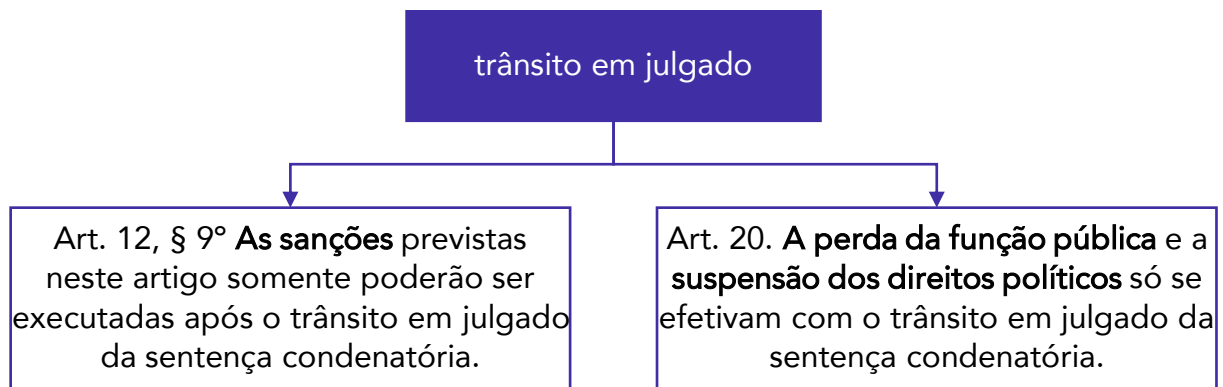 trânsito em julgado
Art. 12, § 9º As sanções previstas
neste artigo somente poderão ser
executadas após o trânsito em julgado
da sentença condenatória.
Art. 20. A perda da função pública e a
suspensão dos direitos políticos só se
efetivam com o trânsito em julgado da
sentença condenatória.